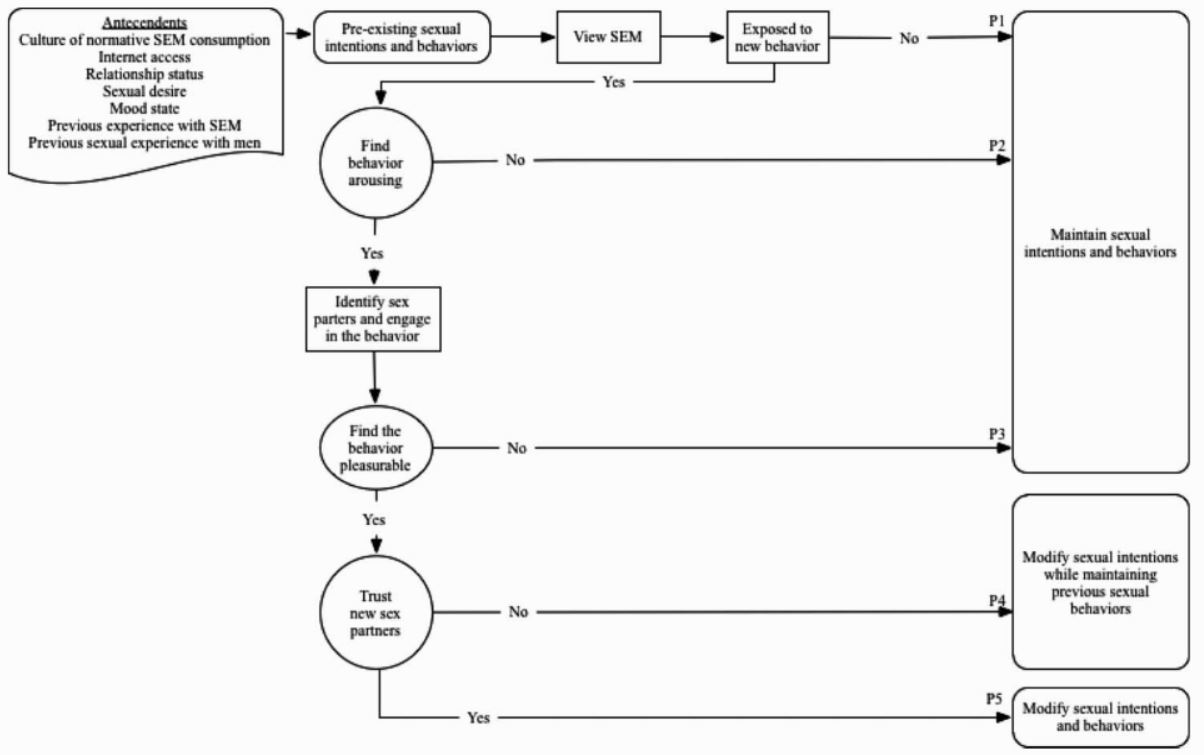 Antecendents
Culture of normative SEM consumption
Internet access
Relationship status
Sexual desire
Mood state
Previous experience with SEM
Previous sexual experience with men
Pre-existing sexual
intentions and behaviors
View SEM
Exposed to
new behavior
No
P1
Yes
Find
behavior
arousing
No
P2
Maintain sexual
intentions and behaviors
Yes
Identify sex
parters and engage
in the behavior
Find the
behavior
pleasurable
No
P3
Yes
Trust
new sex
partners
No
P4
Modify sexual intentions
while maintaining
previous sexual
behaviors
Yes
P5
Modify sexual intentions
and behaviors